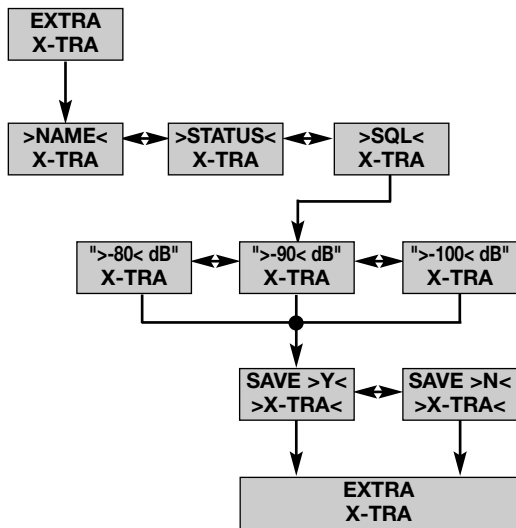 EXTRA
X-TRA
>NAME<
X-TRA
>STATUS<
X-TRA
>SQL<
X-TRA
">-80< dB"
X-TRA
">-90< dB"
X-TRA
">-100< dB"
X-TRA
SAVE >Y<
>X-TRA<
SAVE >N<
>X-TRA<
EXTRA
X-TRA